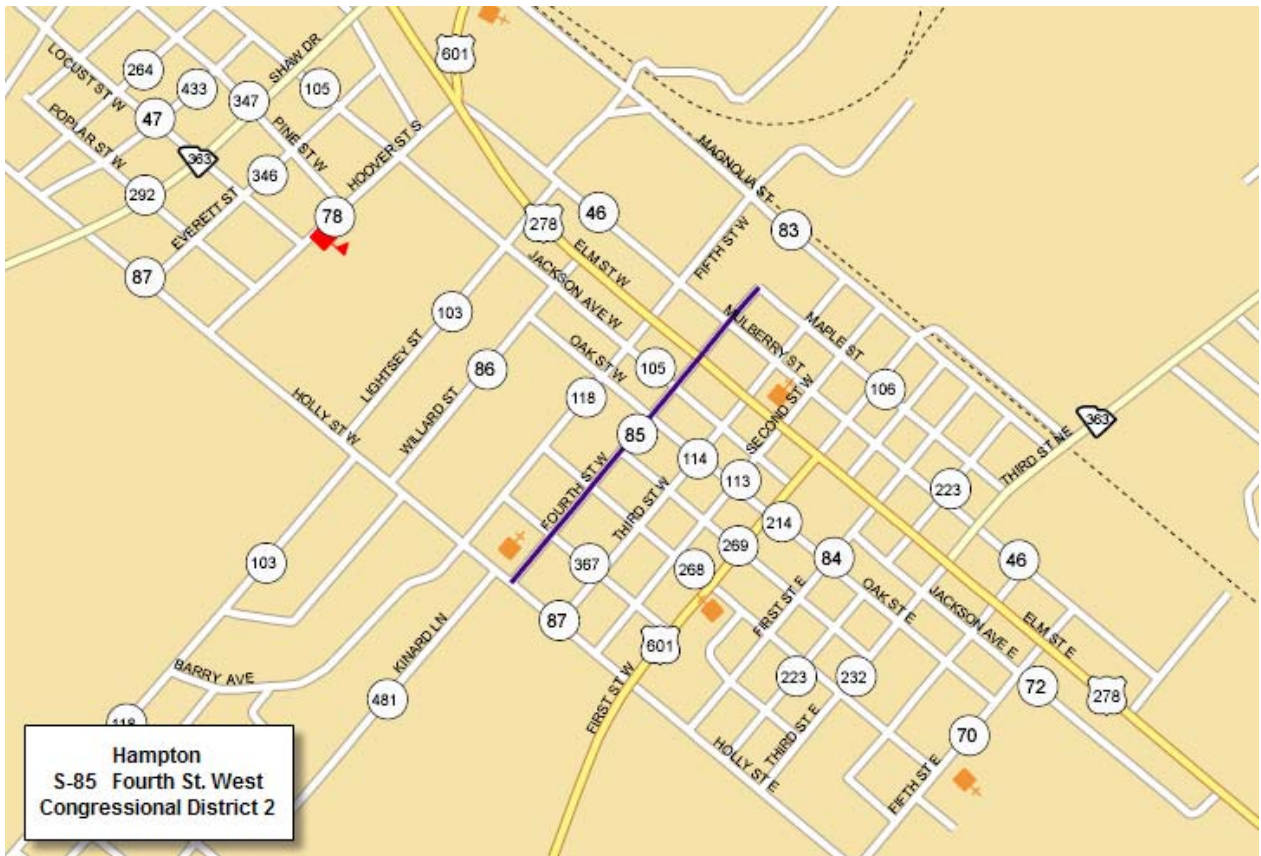 601
SHAW DR
LOCUST ST W
264
433
347
105
47
POPLAR ST W
PINE ST W
363
HOOVER ST S
346
292
EVERETT ST
78
MAGNOLIA ST
46
83
278
FIFTH ST W
ELM ST W
87
JACKSON AVE W
103
LIGHTSEY ST
MULBERRY ST
MAPLE ST
OAK ST W
105
86
106
118
WILLARD ST
HOLLY ST W
SECOND ST W
363
85
THIRD ST NE
114
113
223
FOURTH ST W
THIRD ST W
214
269
84
46
103
367
268
OAK ST E
FIRST ST E
JACKSON AVE E
87
ELM ST E
601
KINARD LN
BARRY AVE
223
232
72
278
481
FIRST ST W
118
THIRD ST E
HOLLY ST E
70
FIFTH ST E
Hampton
S-85 Fourth St. West
Congressional District 2